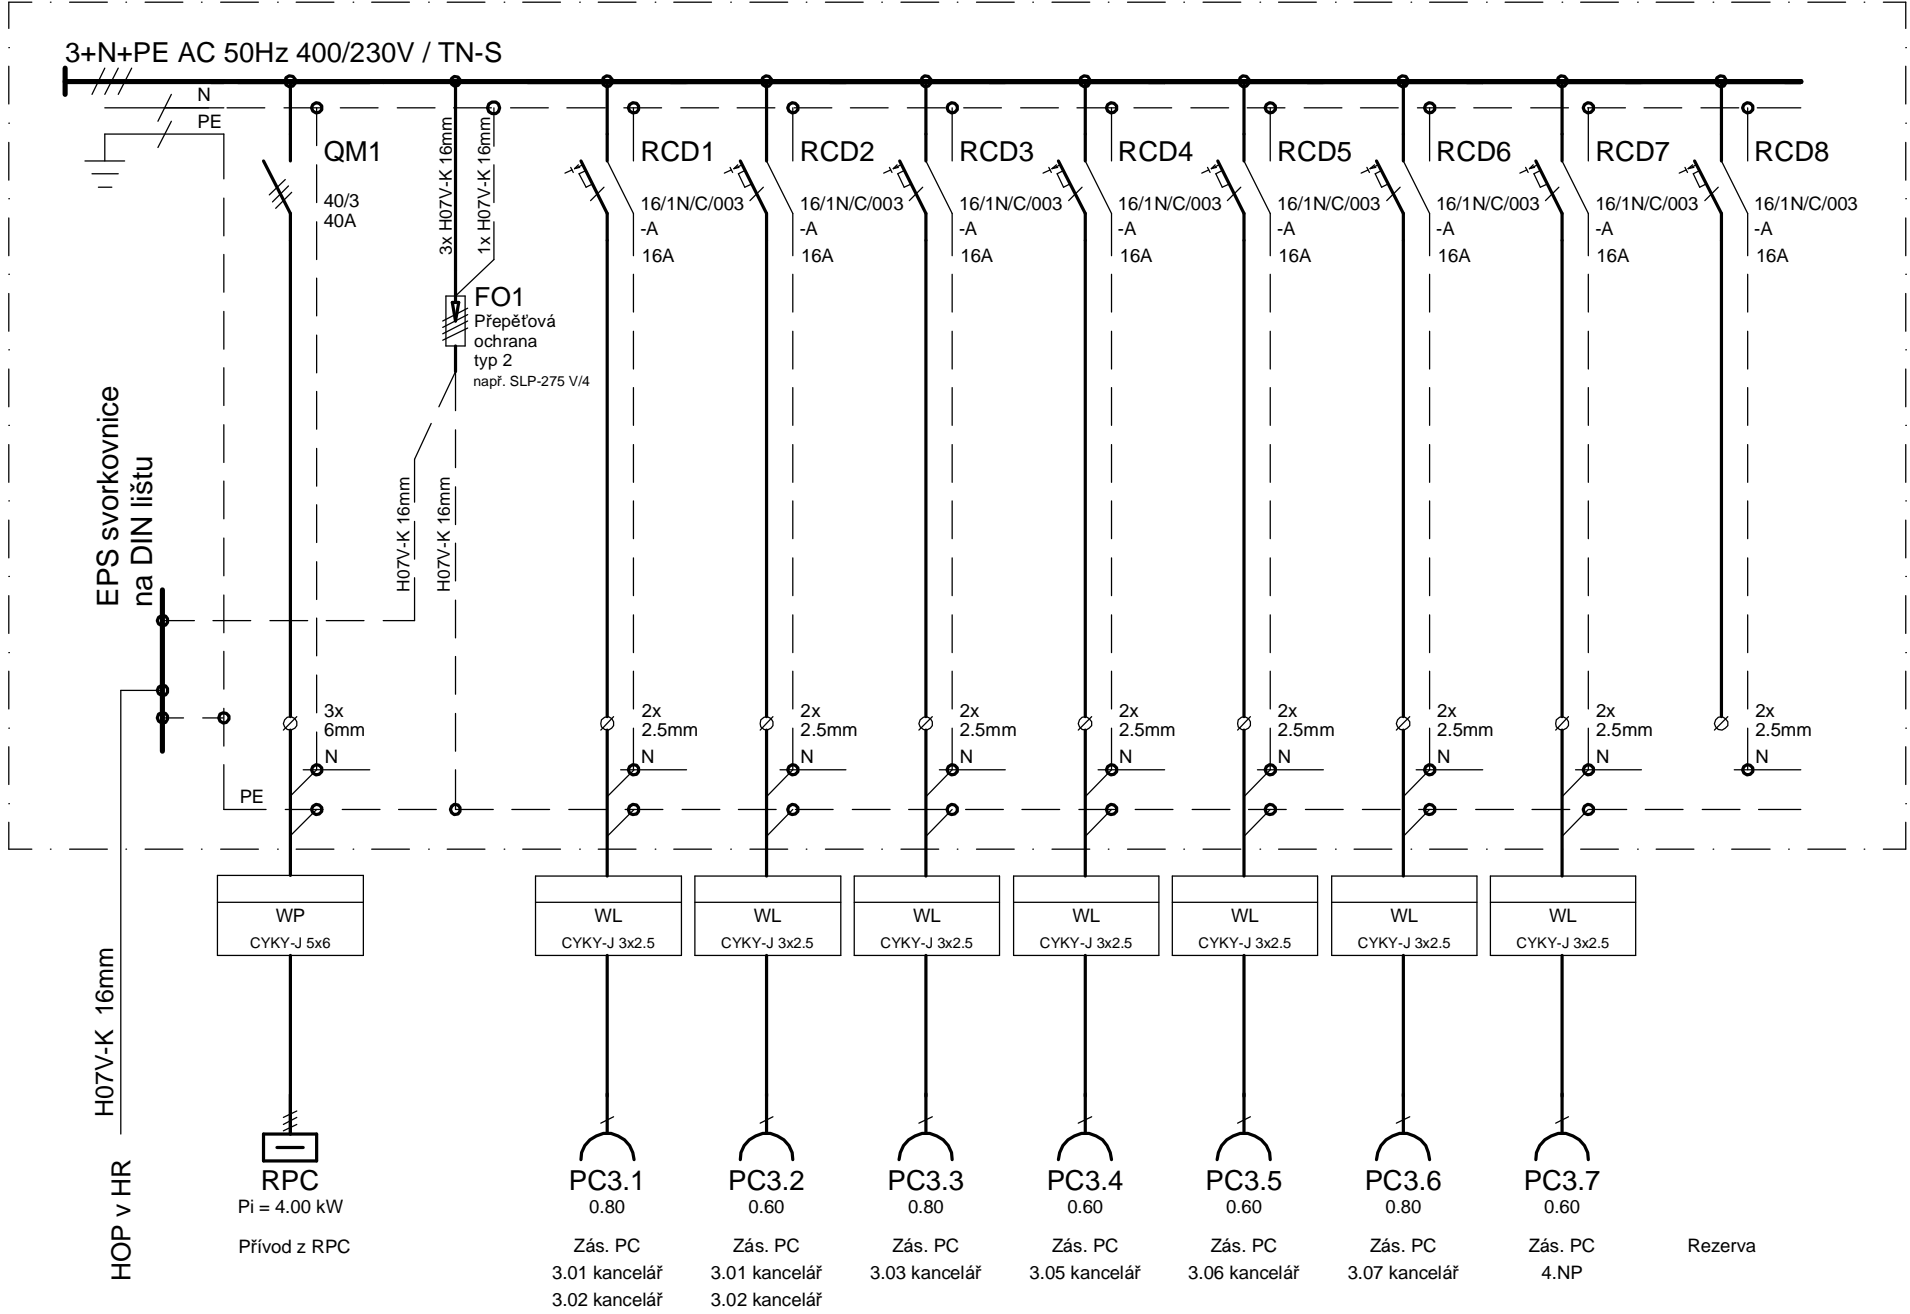 3+N+PE AC 50Hz 400/230V / TN-S
N
PE
QM1
40/3
40A
3x H07V-K 16mm
1x H07V-K 16mm
FO1
Přepěťová
ochrana
typ 2
např. SLP-275 V/4
RCD1
16/1N/C/003
-A
16A
RCD2
16/1N/C/003
-A
16A
RCD3
16/1N/C/003
-A
16A
RCD4
16/1N/C/003
-A
16A
RCD5
16/1N/C/003
-A
16A
RCD6
16/1N/C/003
-A
16A
RCD7
16/1N/C/003
-A
16A
RCD8
16/1N/C/003
-A
16A
EPS svorkovnice
na DIN lištu
H07V-K 16mm
H07V-K 16mm
3x
6mm
N
2x
2.5mm
N
2x
2.5mm
N
2x
2.5mm
N
2x
2.5mm
N
2x
2.5mm
N
2x
2.5mm
N
2x
2.5mm
N
2x
2.5mm
N
PE
WP
CYKY-J 5x6
WL
CYKY-J 3x2.5
WL
CYKY-J 3x2.5
WL
CYKY-J 3x2.5
WL
CYKY-J 3x2.5
WL
CYKY-J 3x2.5
WL
CYKY-J 3x2.5
WL
CYKY-J 3x2.5
H07V-K 16mm
HOP v HR
RPC
Pi = 4.00 kW
Přívod z RPC
PC3.1
0.80
Zás. PC
3.01 kancelář
3.02 kancelář
PC3.2
0.60
Zás. PC
3.01 kancelář
3.02 kancelář
PC3.3
0.80
Zás. PC
3.03 kancelář
PC3.4
0.60
Zás. PC
3.05 kancelář
PC3.5
0.60
Zás. PC
3.06 kancelář
PC3.6
0.80
Zás. PC
3.07 kancelář
PC3.7
0.60
Zás. PC
4.NP
Rezerva